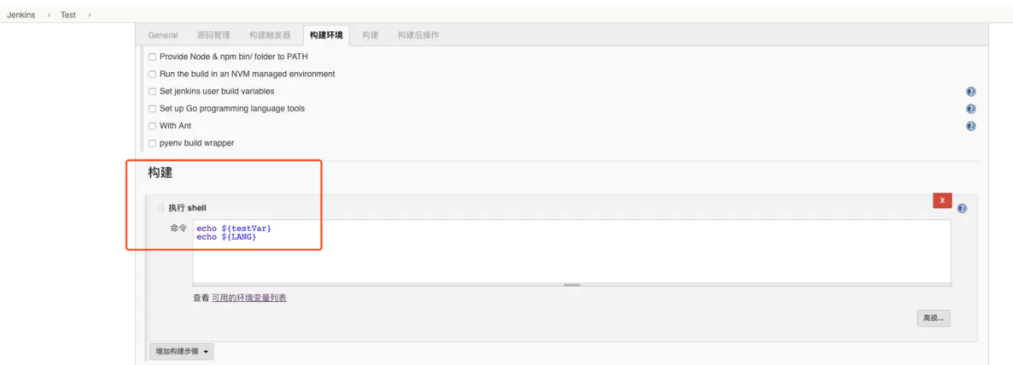 Jenkins › Test ›
General 源码管理 构建触发器 构建环境 构建 构建后操作
Provide Node & npm bin/ folder to PATH
Run the build in an NVM managed environment
Set jenkins user build variables
Set up Go programming language tools
With Ant
pyenv build wrapper
构建
执行 shell
X
命令 echo ${testVar}
echo ${LANG}
查看 可用的环境变量列表
高级...
增加构建步骤